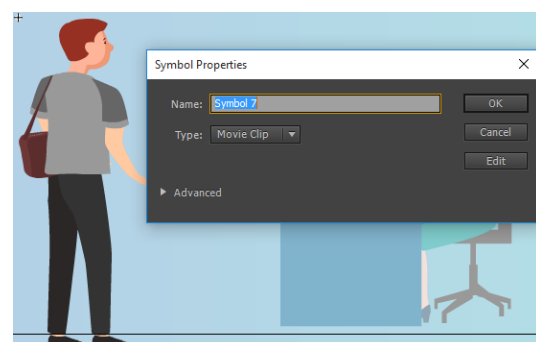 Symbol Properties
Name: Symbol 7 OK
Type: Movie Clip Cancel
Edit
Advanced